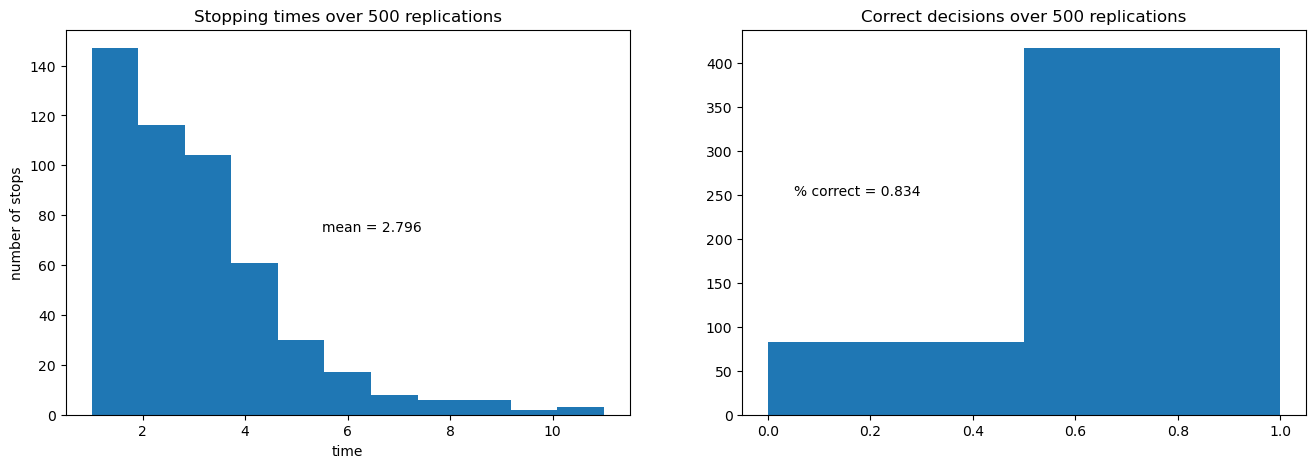 Stopping times over 500 replications
140
120
100
80
60
40
20
0
number of stops
mean = 2.796
2 4 6 8 10
time
Correct decisions over 500 replications
400
350
300
250
200
150
100
50
0
% correct = 0.834
0.0 0.2 0.4 0.6 0.8 1.0